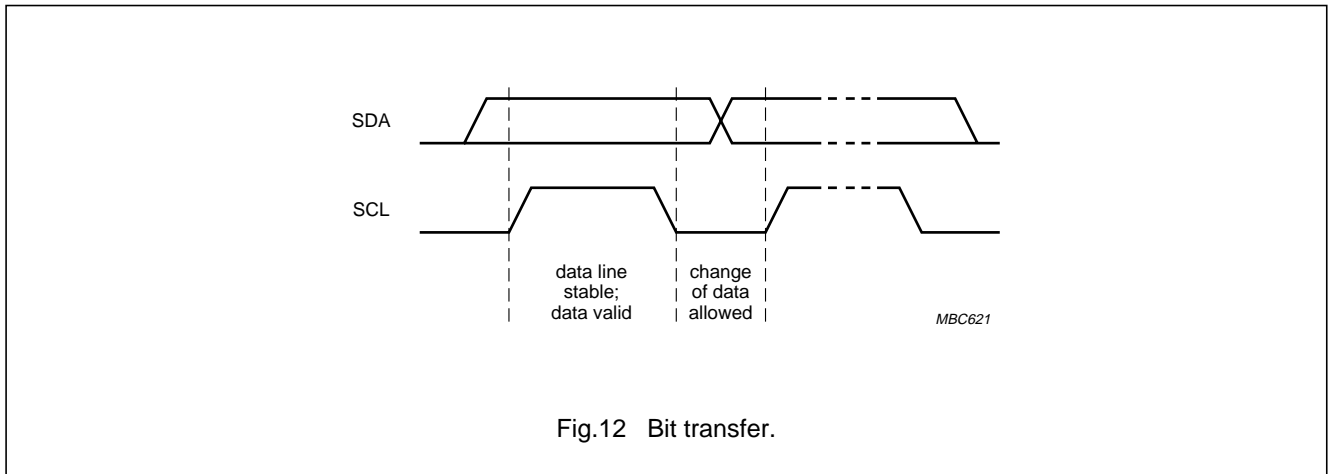 SDA
SCL
data line
stable;
data valid
change
of data
allowed
MBC621
Fig.12 Bit transfer.